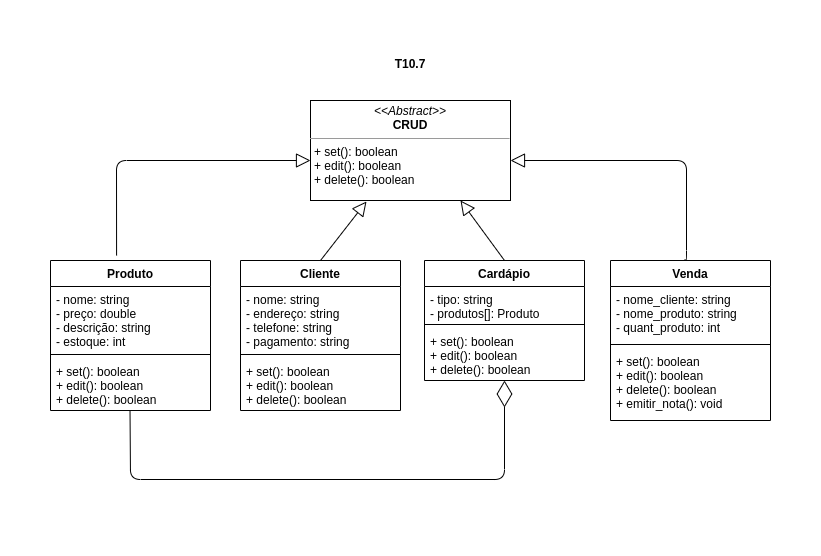 T10.7
<<Abstract>>
CRUD
+ set(): boolean
+ edit(): boolean
+ delete(): boolean
Produto
- nome: string
- preço: double
- descrição: string
- estoque: int
+ set(): boolean
+ edit(): boolean
+ delete(): boolean
Cliente
- nome: string
- endereço: string
- telefone: string
- pagamento: string
+ set(): boolean
+ edit(): boolean
+ delete(): boolean
Cardápio
- tipo: string
- produtos[]: Produto
+ set(): boolean
+ edit(): boolean
+ delete(): boolean
Venda
- nome_cliente: string
- nome_produto: string
- quant_produto: int
+ set(): boolean
+ edit(): boolean
+ delete(): boolean
+ emitir_nota(): void